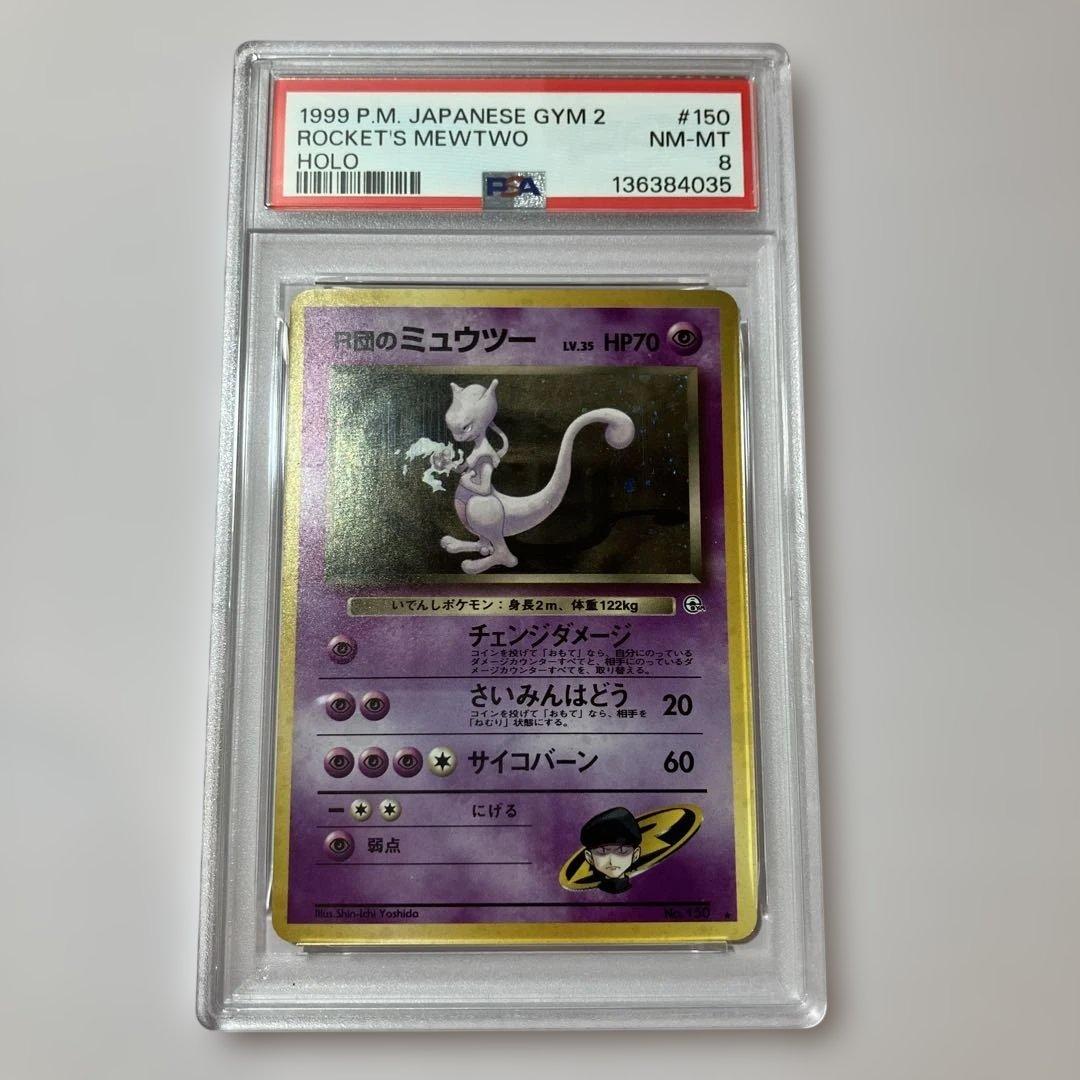 1999 P.M. JAPANESE GYM 2 #150
ROCKET'S MEWTWO NM-MT
HOLO 8
PSA 136384035
R団のミュウツー LV.35 HP70
いでんしポケモン：身長2m、体重122kg
チェンジダメージ
コインを投げて「おもて」なら、自分にのっている
ダメージカウンターすべてと、相手にのっているダ
メージカウンターすべてを、取り替える。
さいみんはどう 20
コインを投げて「おもて」なら、相手を
「ねむり」状態にする。
サイコバーン 60
にげる
弱点
Illus.Shin-ichi Yoshida No.150